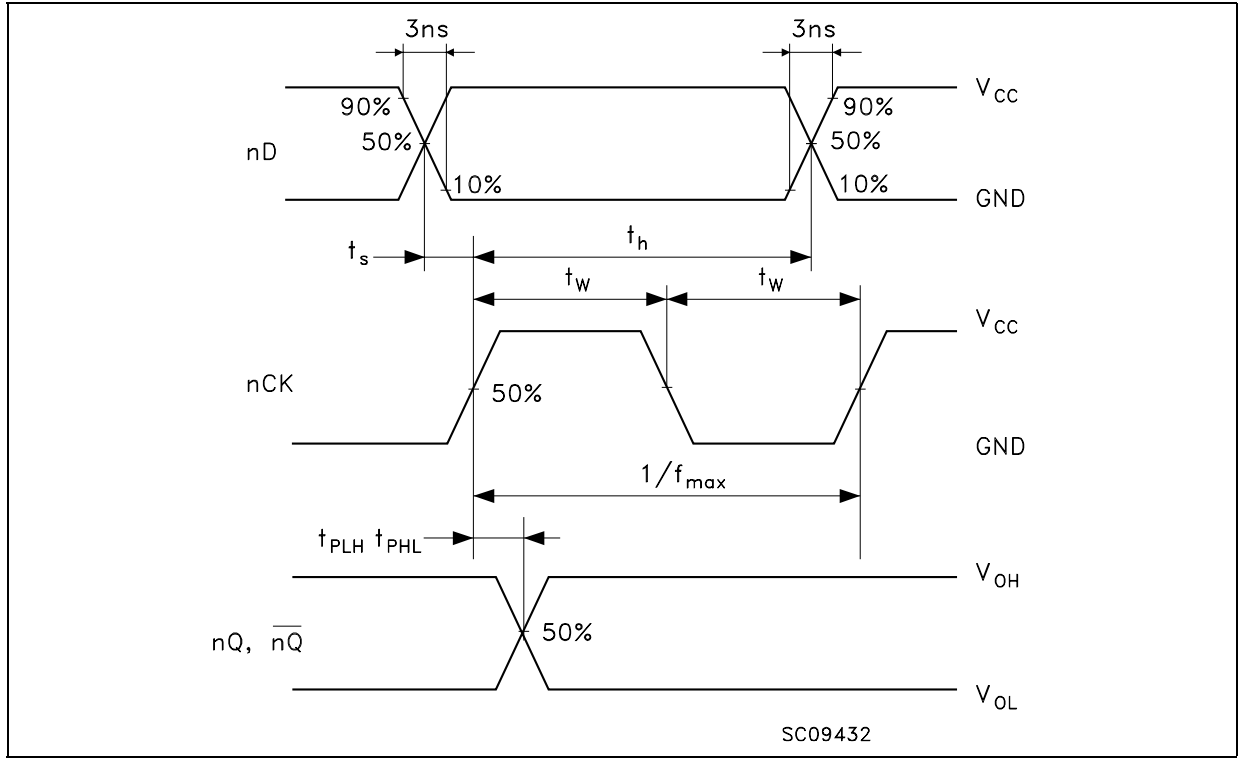 3ns 3ns
90% 90% V_CC
nD 50% 50%
10% 10% GND
t_s t_h
t_W t_W
V_CC
nCK 50%
GND
1/f_max
t_PLH t_PHL
V_OH
nQ, n̅Q̅ 50%
V_OL
SC09432